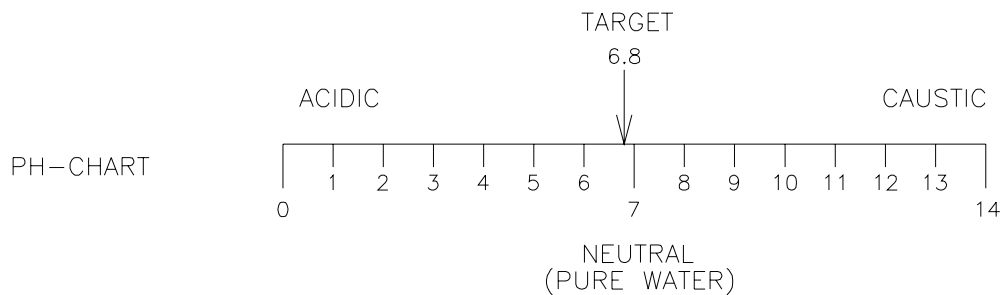 TARGET
6.8
ACIDIC CAUSTIC
PH-CHART
1 2 3 4 5 6 8 9 10 11 12 13
0 7 14
NEUTRAL
(PURE WATER)